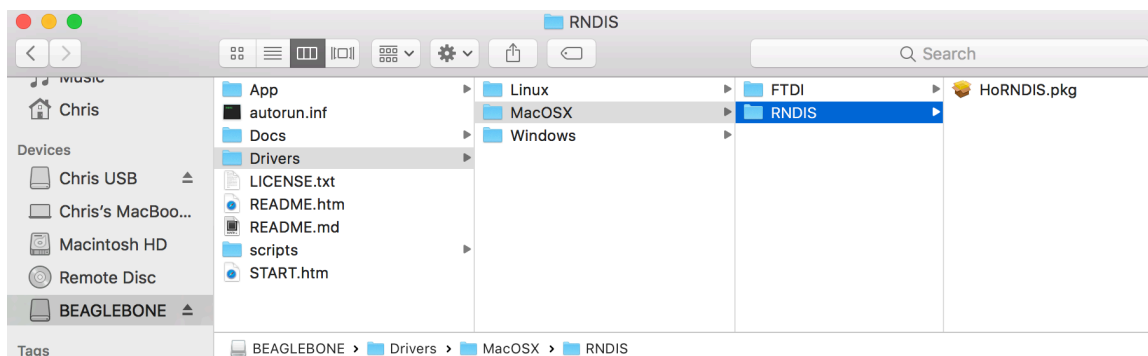 RNDIS
Search
Music
Chris
Devices
Chris USB
Chris's MacBoo...
Macintosh HD
Remote Disc
BEAGLEBONE
Tags
App
autorun.inf
Docs
Drivers
LICENSE.txt
README.htm
README.md
scripts
START.htm
Linux
MacOSX
Windows
FTDI
RNDIS
HoRNDIS.pkg
BEAGLEBONE › Drivers › MacOSX › RNDIS